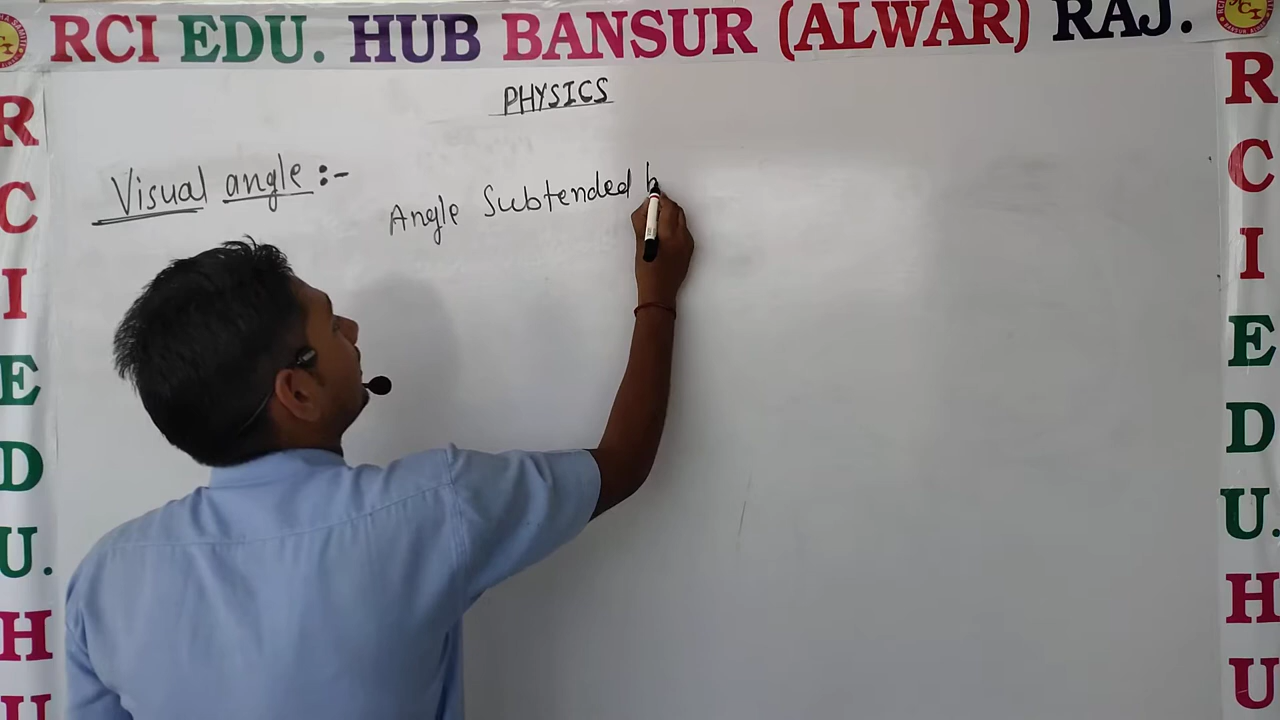 RCI EDU. HUB BANSUR (ALWAR) RAJ.
PHYSICS
Visual angle :-
Angle Subtended b
R
C
I
E
D
U.
H
U
R
C
I
E
D
U.
H
U